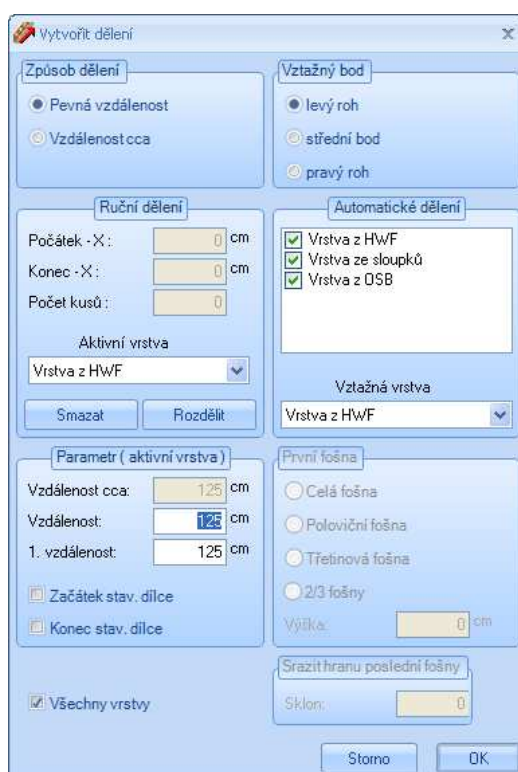 Vytvořit dělení
Způsob dělení
Pevná vzdálenost
Vzdálenost cca
Vztažný bod
levý roh
střední bod
pravý roh
Ruční dělení
Počátek - X : 0 cm
Konec - X : 0 cm
Počet kusů : 0
Aktivní vrstva
Vrstva z HWF
Smazat Rozdělit
Automatické dělení
Vrstva z HWF
Vrstva ze sloupků
Vrstva z OSB
Vztažná vrstva
Vrstva z HWF
Parametr ( aktivní vrstva )
Vzdálenost cca: 125 cm
Vzdálenost: 125 cm
1. vzdálenost: 125 cm
Začátek stav. dílce
Konec stav. dílce
První fošna
Celá fošna
Poloviční fošna
Třetinová fošna
2/3 fošny
Výška: 0 cm
Všechny vrstvy
Srazit hranu poslední fošny
Sklon: 0
Storno OK